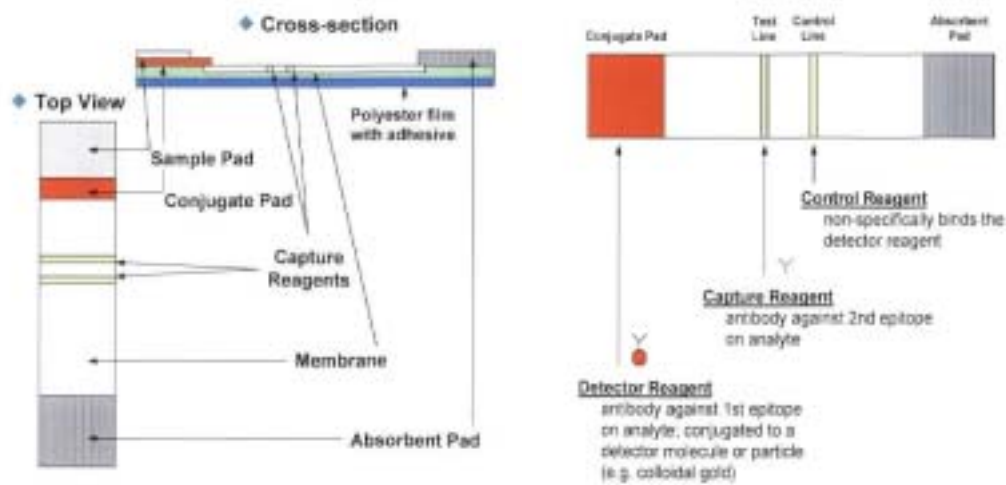 Cross-section
Top View
Polyester film
with adhesive
Sample Pad
Conjugate Pad
Capture
Reagents
Membrane
Absorbent Pad
Conjugate Pad
Test
Line
Control
Line
Absorbent
Pad
Control Reagent
non-specifically binds the
detector reagent
Capture Reagent
antibody against 2nd epitope
on analyte
Detector Reagent
antibody against 1st epitope
on analyte, conjugated to a
detector molecule or particle
(e.g. colloidal gold)